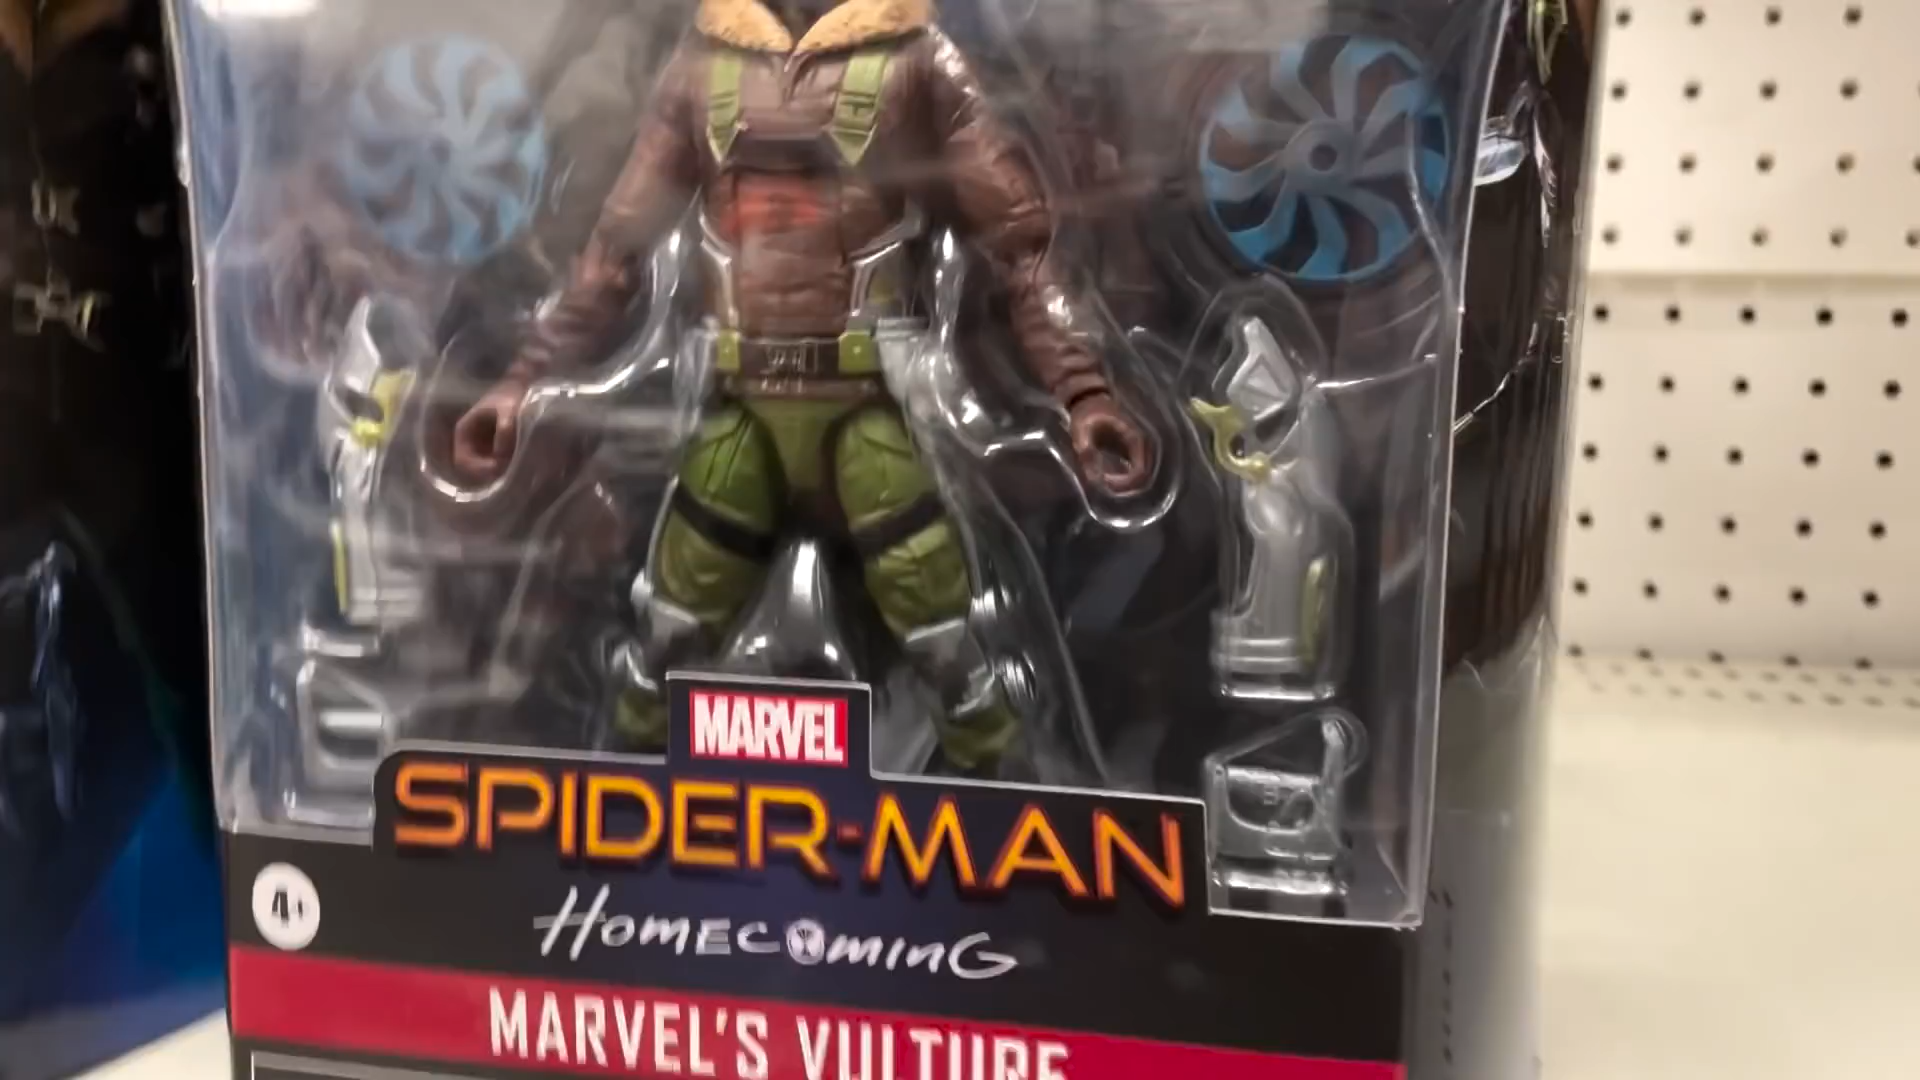 MARVEL
SPIDER-MAN
HOMECOMING
4+
MARVEL'S VULTURE